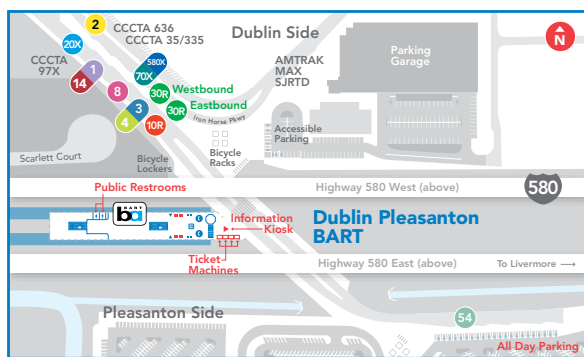 Dublin Side
N
2
CCCTA 636
CCCTA 35/335
20X
CCCTA
97X
1
14
580X
70X
8
30R
Westbound
Eastbound
30R
3
4
10R
Iron Horse Pkwy
AMTRAK
MAX
SJRTD
Parking
Garage
Accessible
Parking
Scarlett Court
Bicycle
Lockers
Bicycle
Racks
Public Restrooms
Highway 580 West (above)
580
BART
ba
Information
Kiosk
Dublin Pleasanton
BART
Ticket
Machines
Highway 580 East (above)
To Livermore
Pleasanton Side
54
All Day Parking